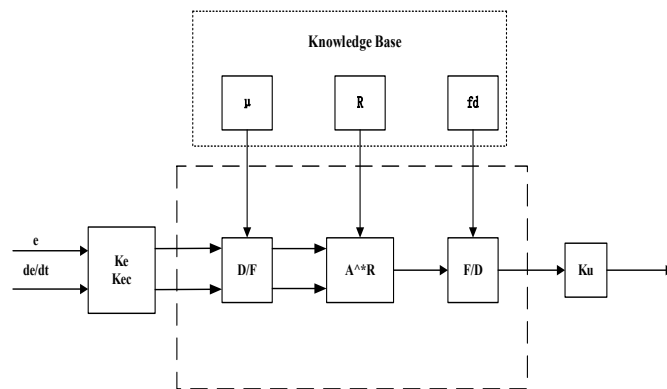 Knowledge Base
μ
R
fd
e
de/dt
Ke
Kec
D/F
A^*R
F/D
Ku